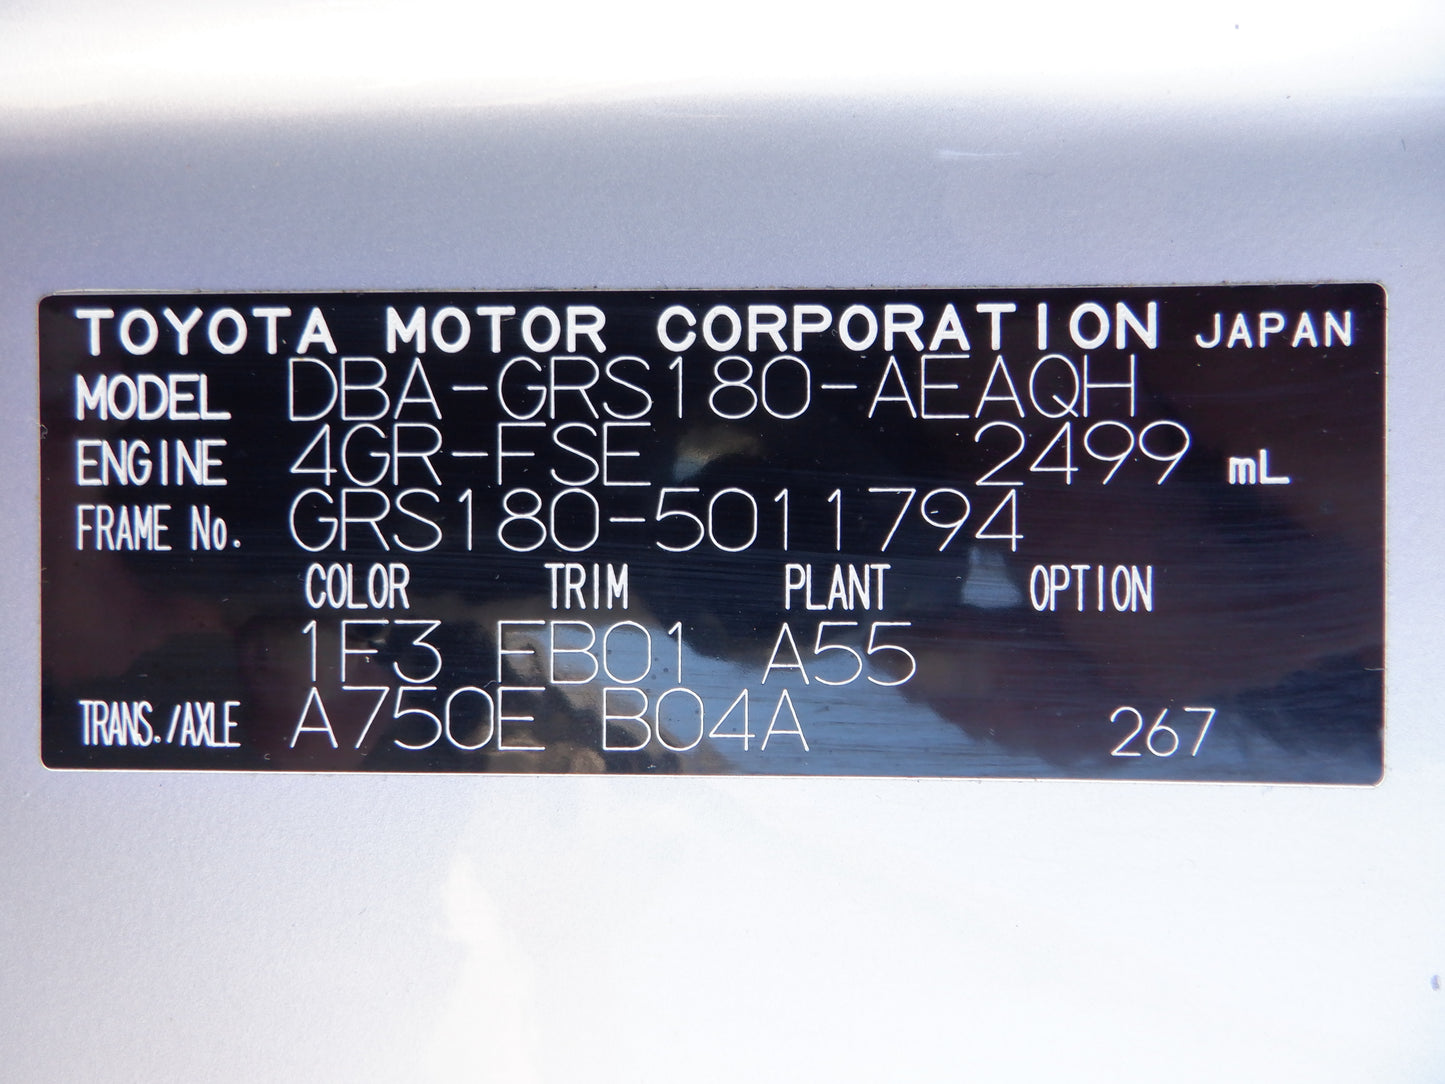 TOYOTA MOTOR CORPORATION JAPAN
MODEL DBA-GRS180-AEAQH
ENGINE 4GR-FSE 2499 mL
FRAME No. GRS180-5011794
COLOR TRIM PLANT OPTION
1F3 FB01 A55
TRANS./AXLE A750E B04A 267